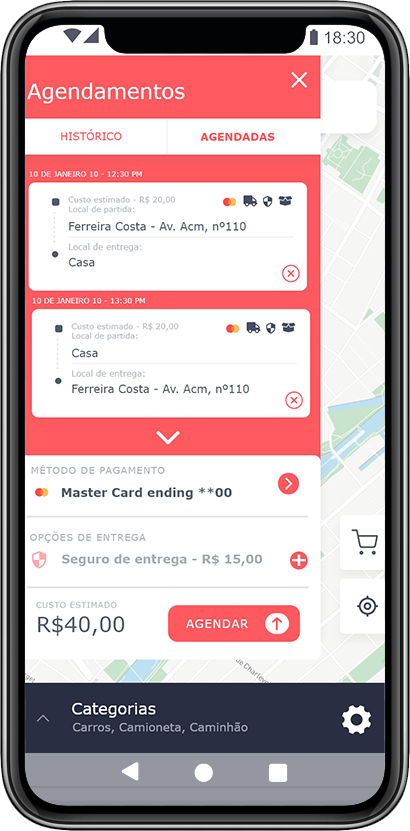 18:30
Agendamentos
HISTÓRICO
AGENDADAS
10 DE JANEIRO 10 - 12:30 PM
Custo estimado - R$ 20,00
Local de partida:
Ferreira Costa - Av. Acm, nº110
Local de entrega:
Casa
10 DE JANEIRO 10 - 13:30 PM
Custo estimado - R$ 20,00
Local de partida:
Casa
Local de entrega:
Ferreira Costa - Av. Acm, nº110
MÉTODO DE PAGAMENTO
Master Card ending **00
OPÇÕES DE ENTREGA
Seguro de entrega - R$ 15,00
CUSTO ESTIMADO
R$40,00
AGENDAR
Categorias
Carros, Camioneta, Caminhão